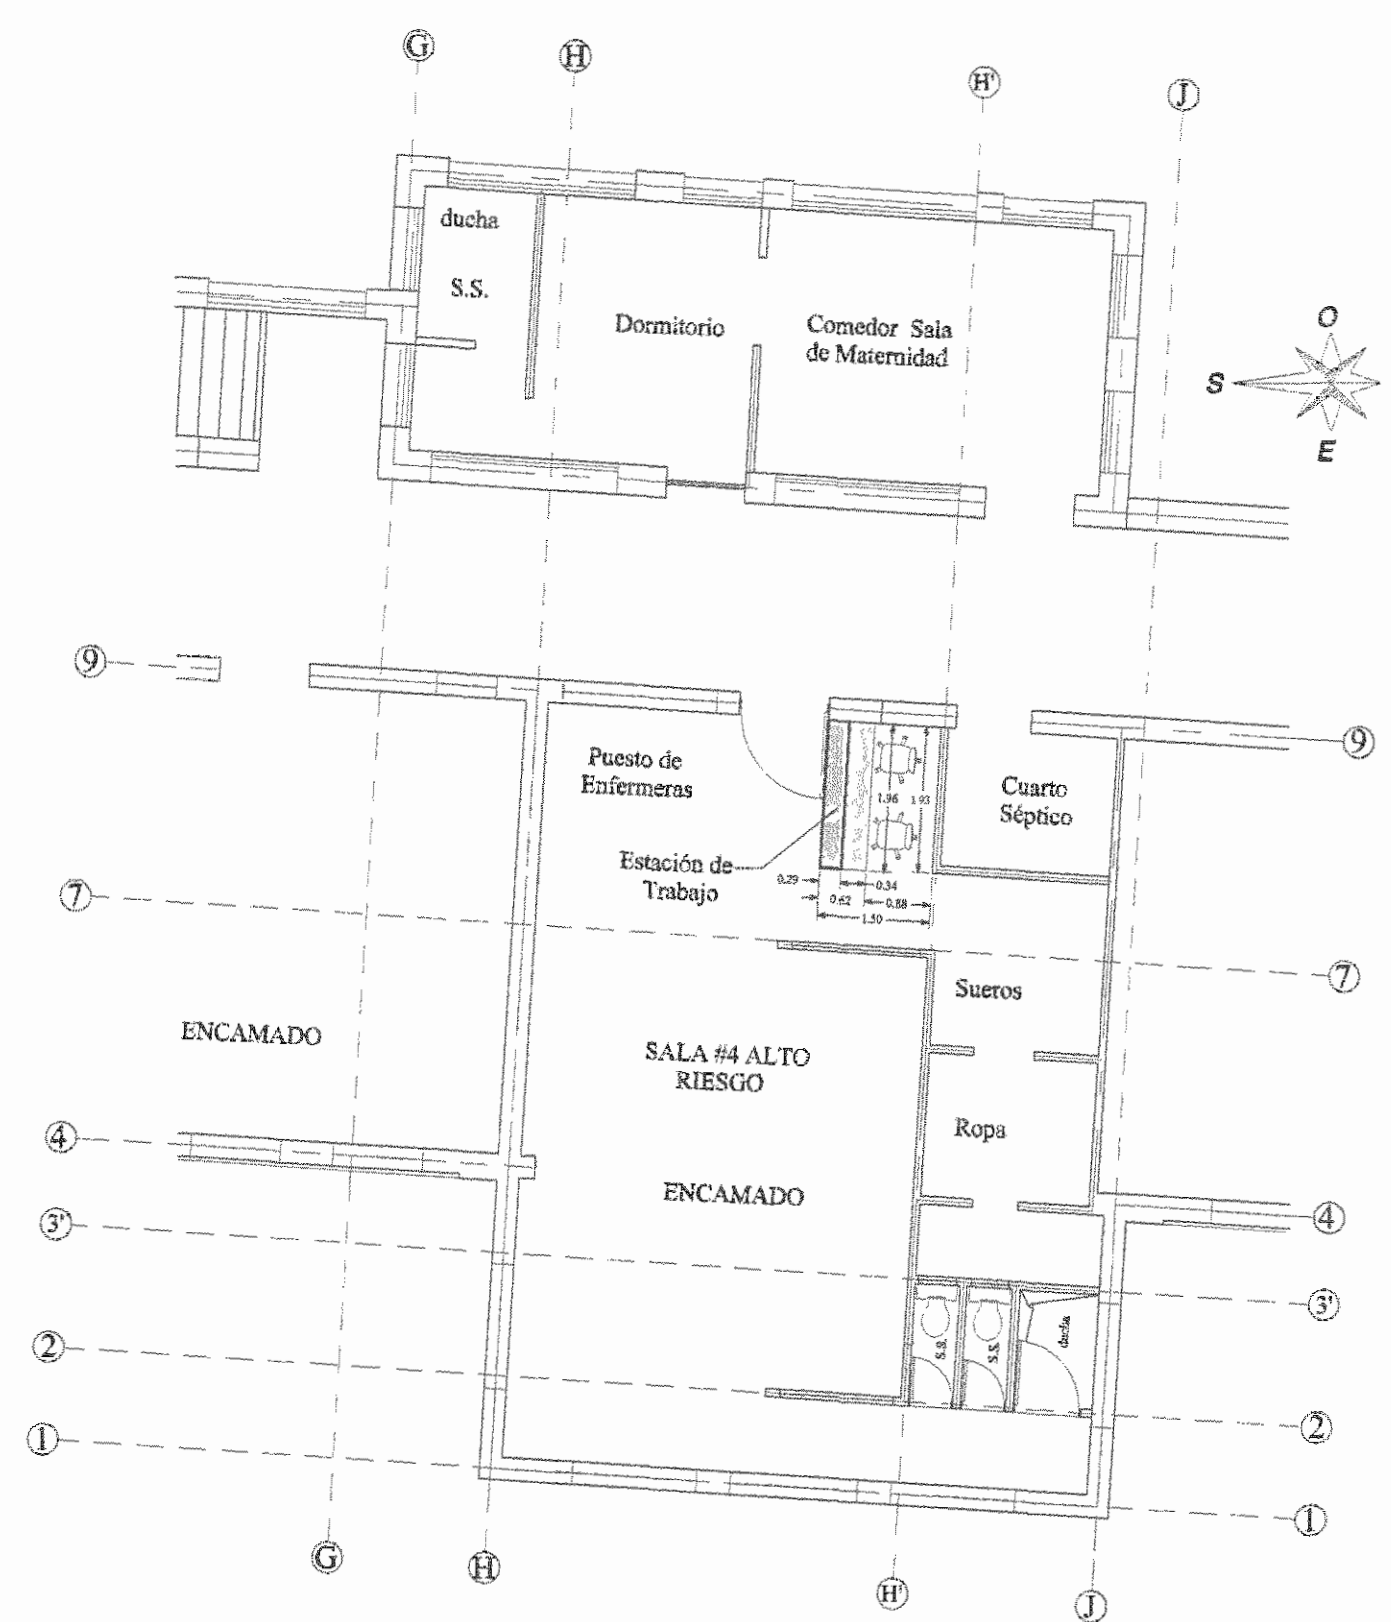 G
H
H'
J
ducha
S.S.
Dormitorio
Comedor Sala
de Maternidad
O
S
E
9
9
Puesto de
Enfermeras
1.96
1.93
Cuarto
Séptico
Estación de
Trabajo
0.29
0.34
0.62
0.88
1.50
7
7
Sueros
ENCAMADO
SALA #4 ALTO
RIESGO
Ropa
4
ENCAMADO
4
3'
3'
S.S.
S.S.
ducha
2
2
1
1
G
H
H'
J